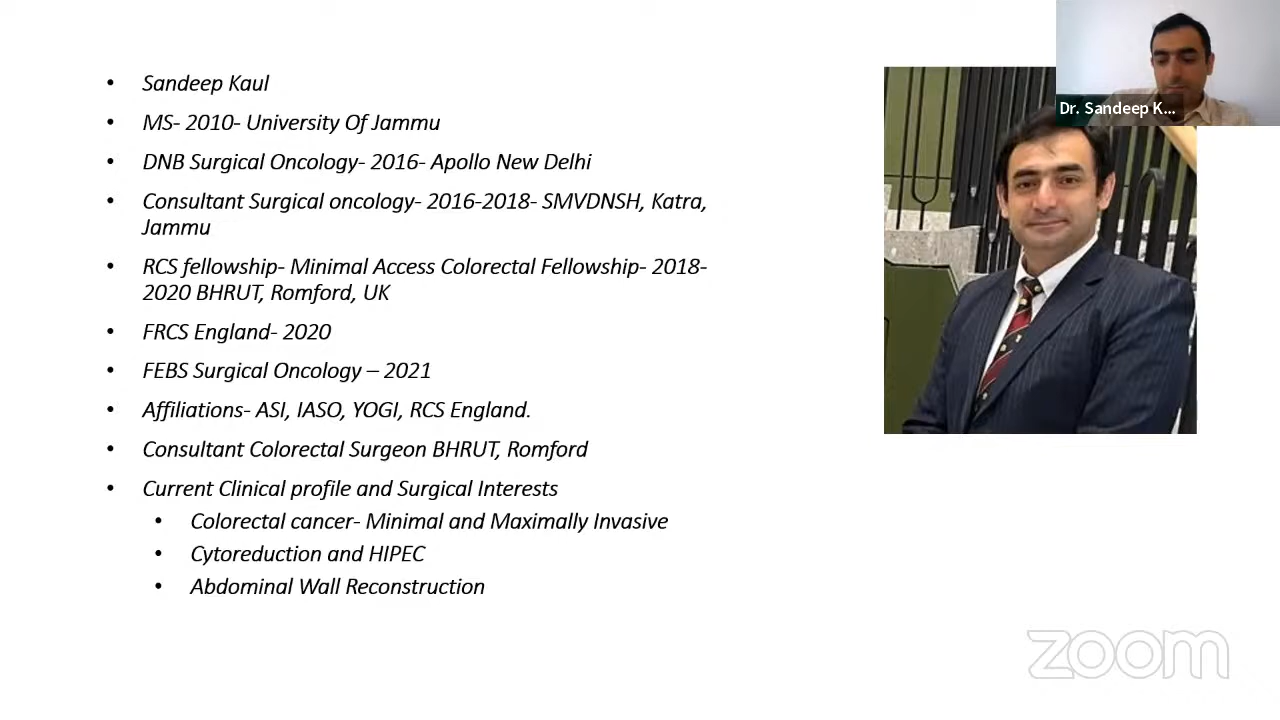 • Sandeep Kaul
• MS- 2010- University Of Jammu
• DNB Surgical Oncology- 2016- Apollo New Delhi
• Consultant Surgical oncology- 2016-2018- SMVDNSH, Katra,
Jammu
• RCS fellowship- Minimal Access Colorectal Fellowship- 2018-
2020 BHRUT, Romford, UK
• FRCS England- 2020
• FEBS Surgical Oncology – 2021
• Affiliations- ASI, IASO, YOGI, RCS England.
• Consultant Colorectal Surgeon BHRUT, Romford
• Current Clinical profile and Surgical Interests
• Colorectal cancer- Minimal and Maximally Invasive
• Cytoreduction and HIPEC
• Abdominal Wall Reconstruction
Dr. Sandeep K...
zoom